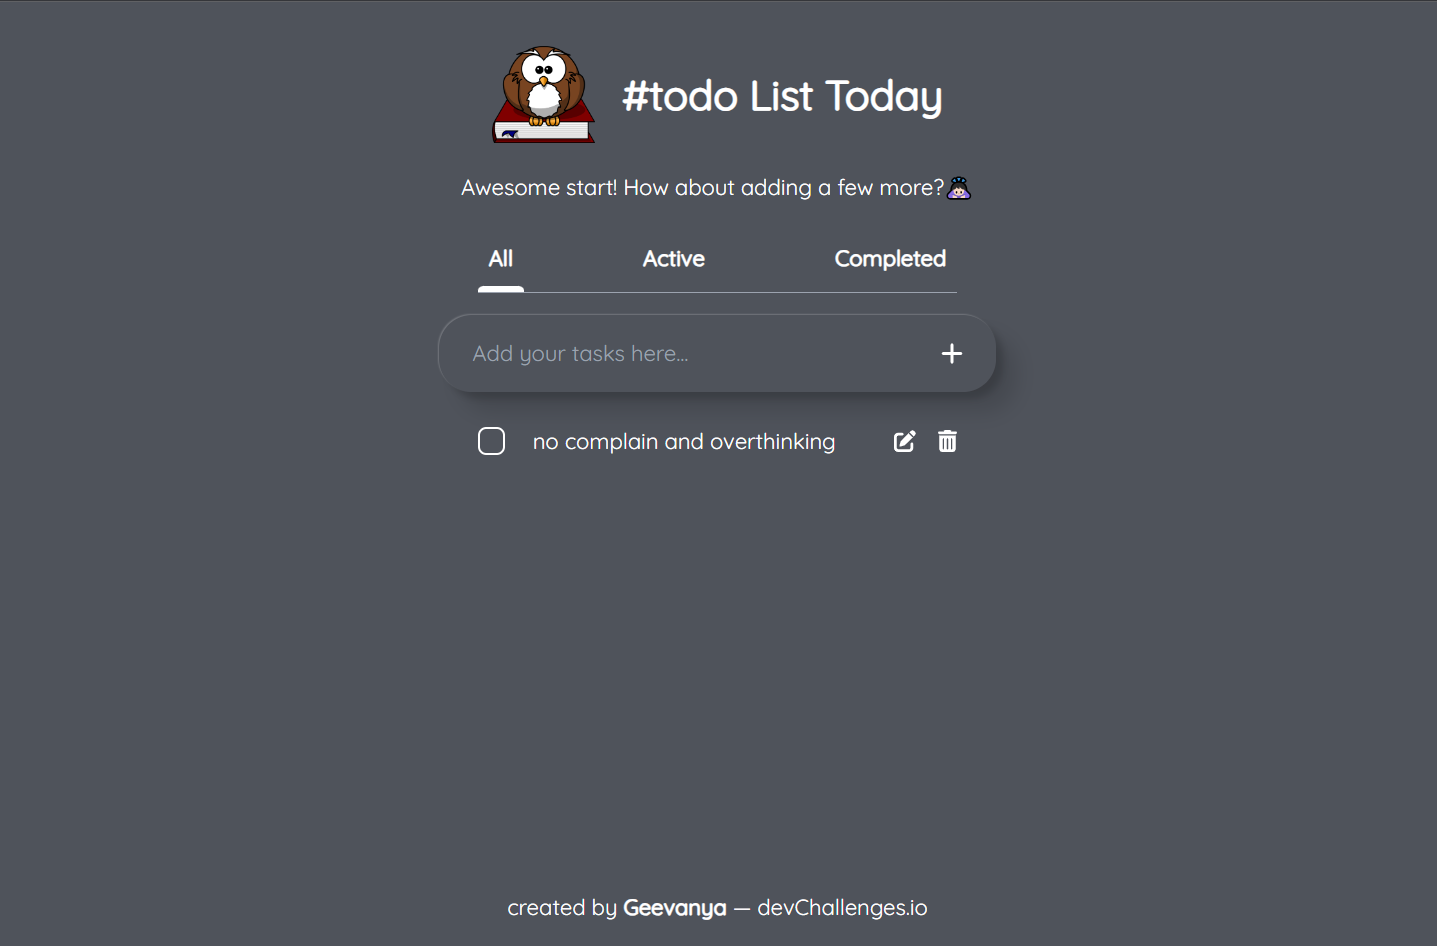 #todo List Today
Awesome start! How about adding a few more?🙇🏻‍♀️
All Active Completed
Add your tasks here...
no complain and overthinking
created by Geevanya — devChallenges.io